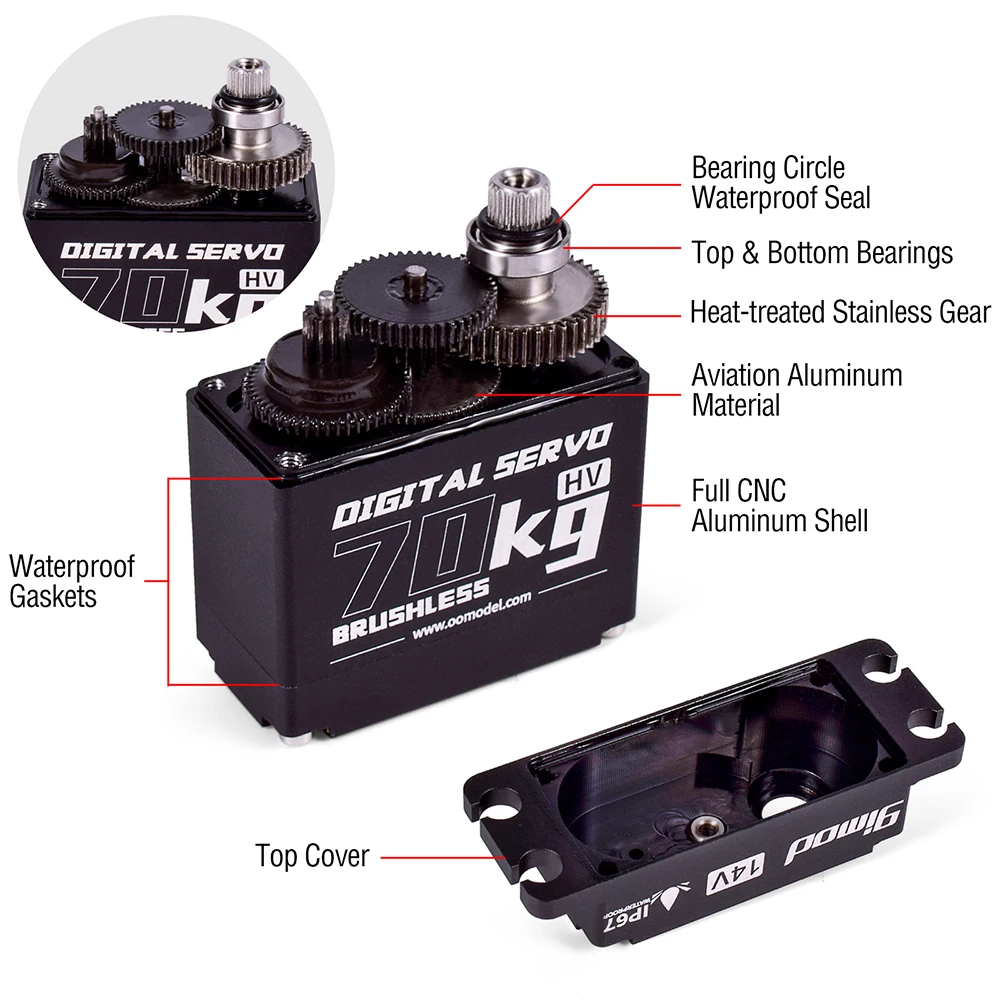 DIGITAL SERVO
HV
70kg
Bearing Circle
Waterproof Seal
Top & Bottom Bearings
Heat-treated Stainless Gear
Aviation Aluminum
Material
Full CNC
Aluminum Shell
DIGITAL SERVO
HV
70kg
BRUSHLESS
www.oomodel.com
Waterproof
Gaskets
Top Cover
gimod
14V
IP67
WATERPROOF